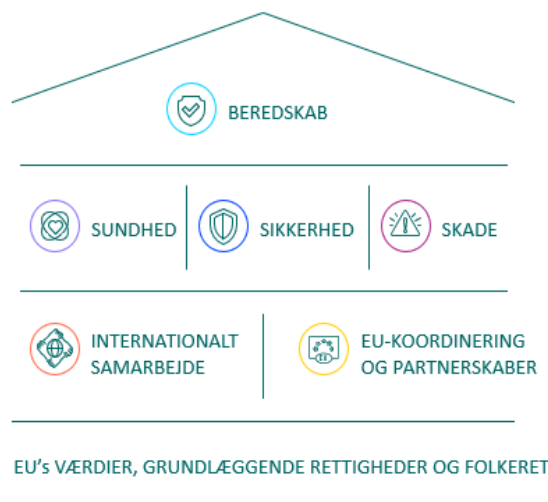 BEREDSKAB
SUNDHED
SIKKERHED
SKADE
INTERNATIONALT
SAMARBEJDE
EU-KOORDINERING
OG PARTNERSKABER
EU's VÆRDIER, GRUNDLÆGGENDE RETTIGHEDER OG FOLKERET